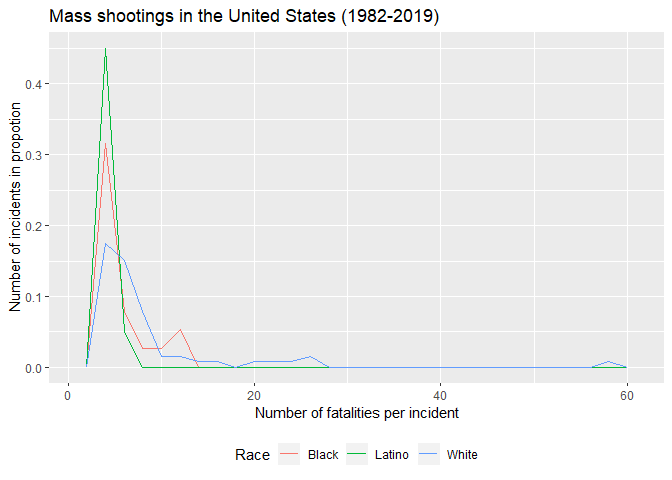 Mass shootings in the United States (1982-2019)
Number of incidents in propotion
0.4
0.3
0.2
0.1
0.0
0 20 40 60
Number of fatalities per incident
Race Black Latino White